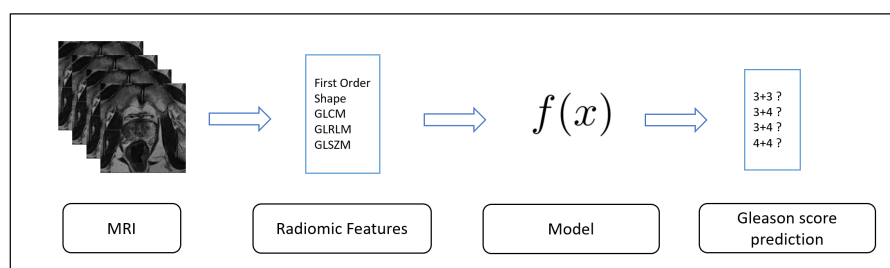 First Order
Shape
GLCM
GLRLM
GLSZM
f(x)
3+3 ?
3+4 ?
3+4 ?
4+4 ?
MRI
Radiomic Features
Model
Gleason score
prediction